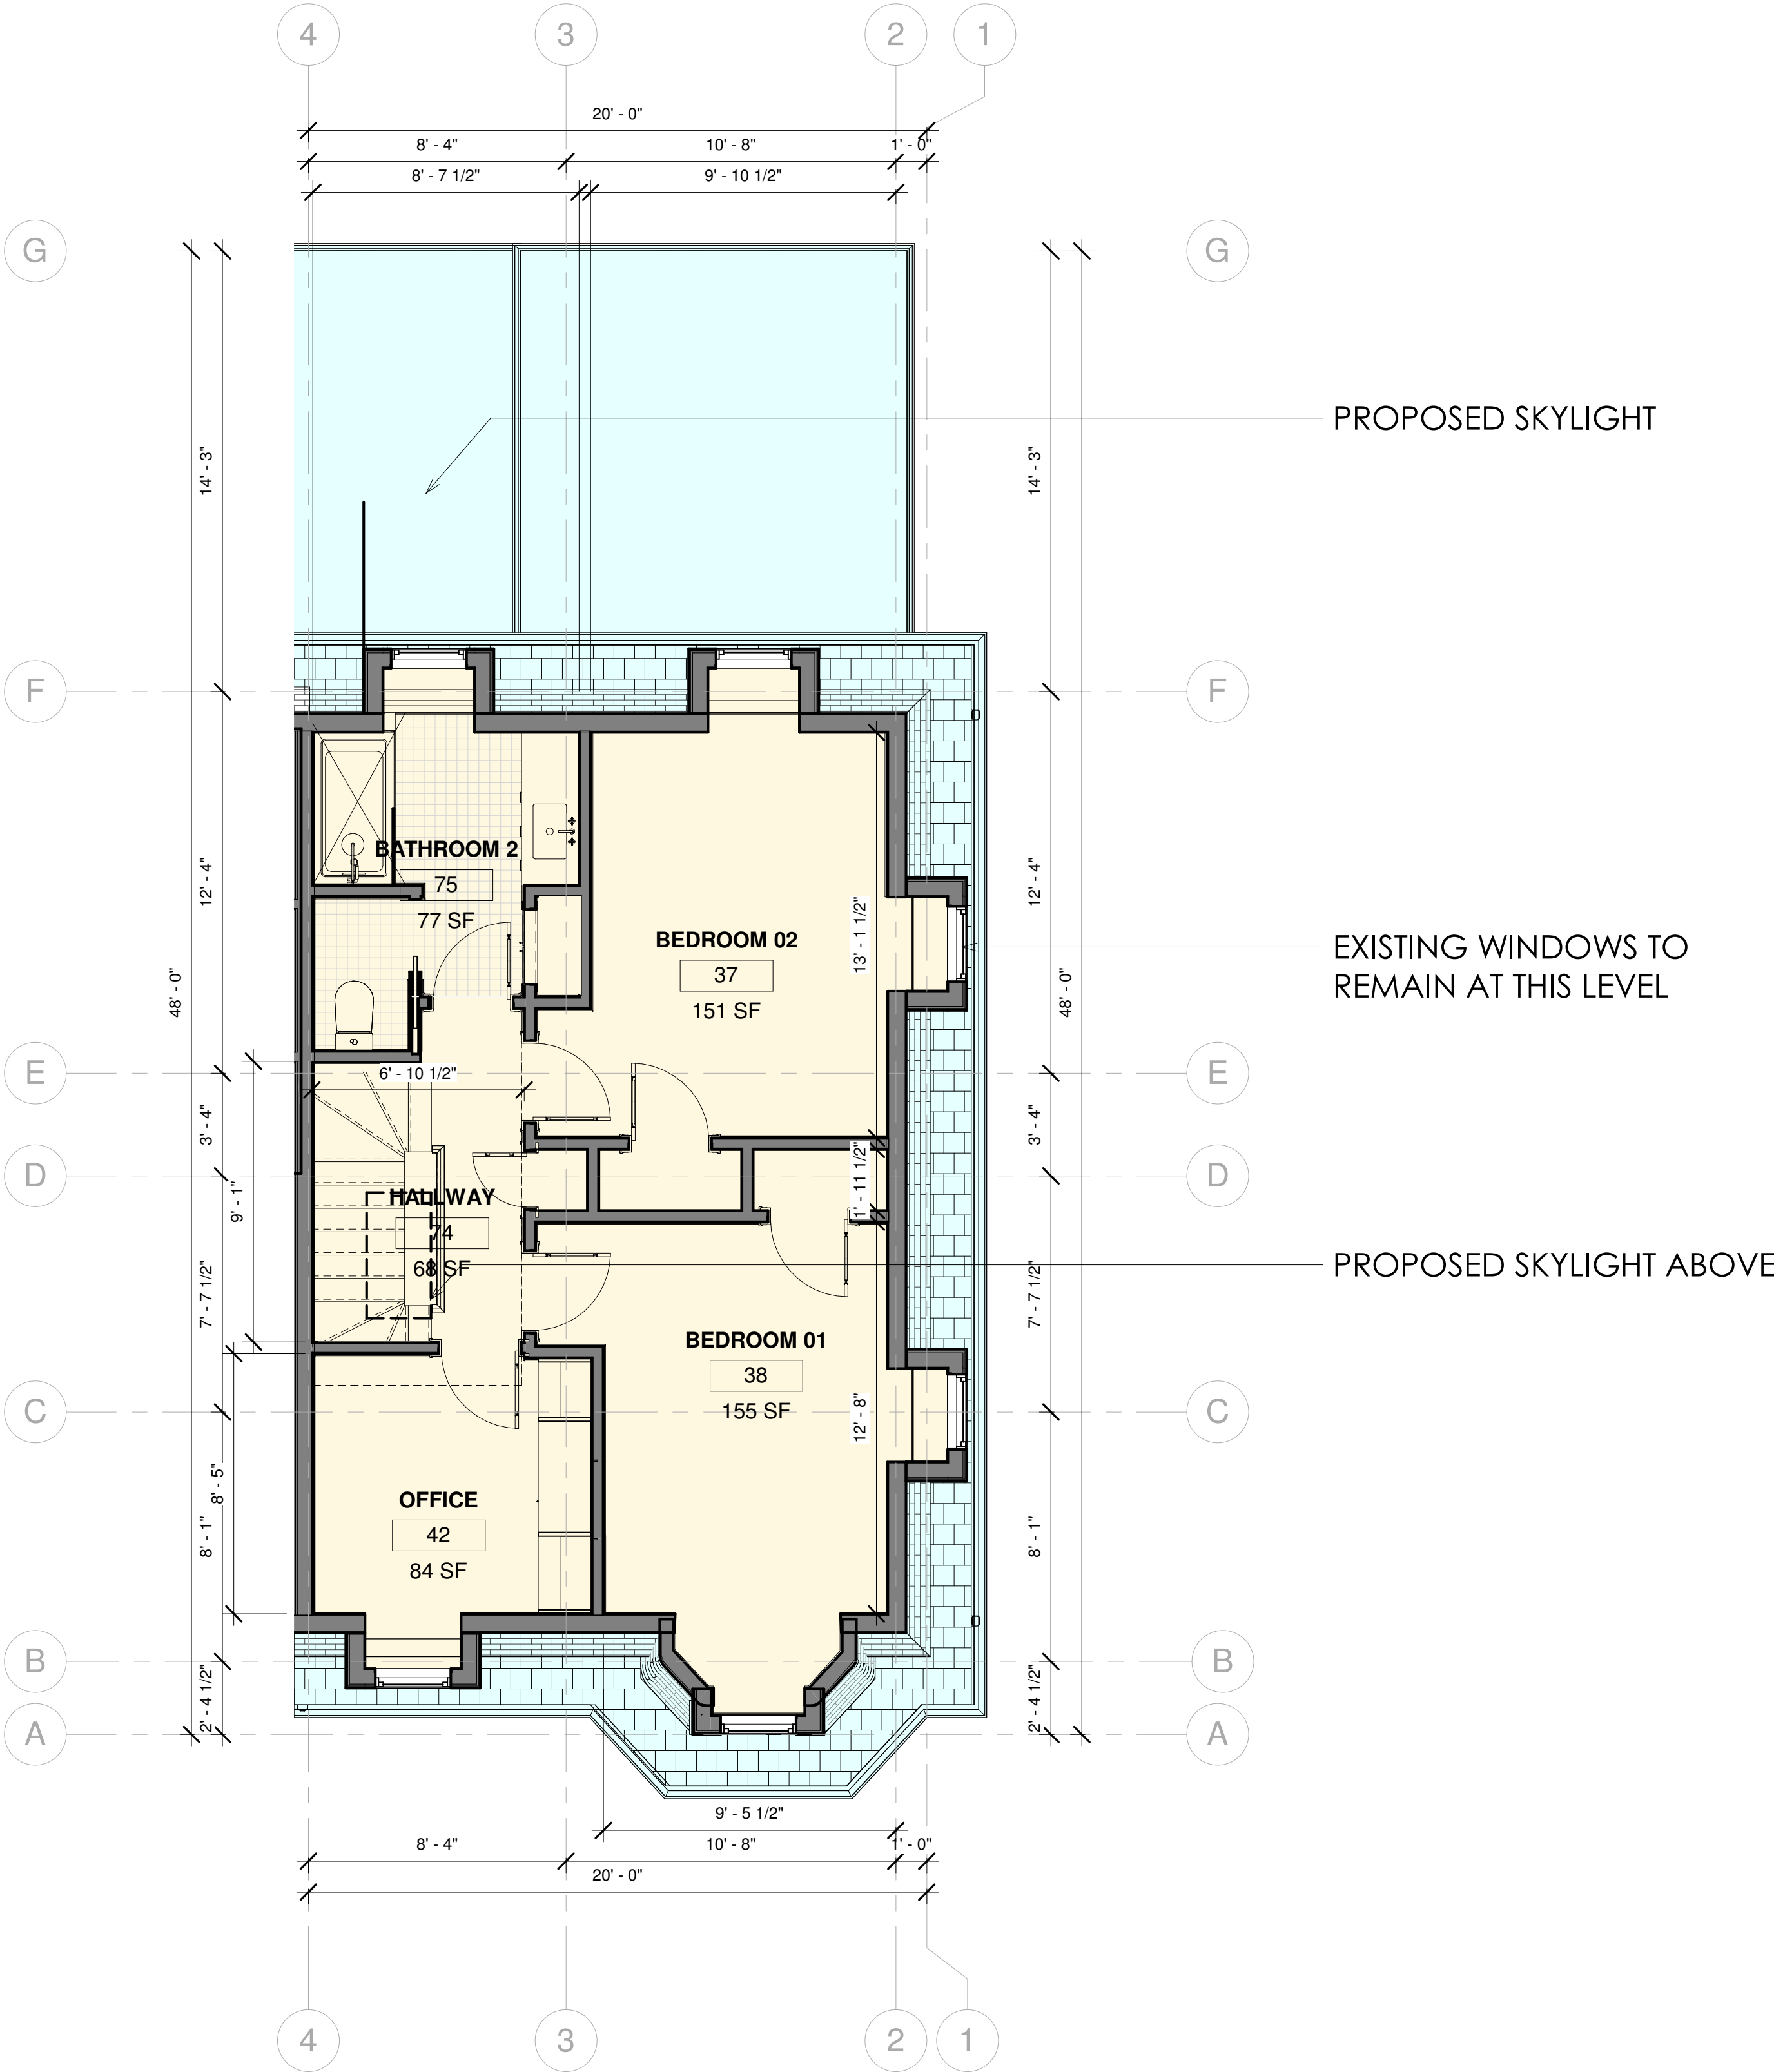 4 3 2 1
20' - 0"
8' - 4" 10' - 8" 1' - 0"
8' - 7 1/2" 9' - 10 1/2"
G G
PROPOSED SKYLIGHT
14' - 3" 14' - 3"
F F
BATHROOM 2
75
77 SF
12' - 4" 12' - 4"
BEDROOM 02
37
151 SF
13' - 1 1/2"
EXISTING WINDOWS TO
REMAIN AT THIS LEVEL
48' - 0" 48' - 0"
E E
6' - 10 1/2"
3' - 4" 3' - 4"
D D
1' - 11 1/2"
9' - 1"
HALLWAY
74
68 SF
PROPOSED SKYLIGHT ABOVE
7' - 7 1/2" 7' - 7 1/2"
BEDROOM 01
38
155 SF
12' - 8"
C C
8' - 5"
OFFICE
42
84 SF
8' - 1" 8' - 1"
B B
2' - 4 1/2" 2' - 4 1/2"
A A
9' - 5 1/2"
8' - 4" 10' - 8" 1' - 0"
20' - 0"
4 3 2 1